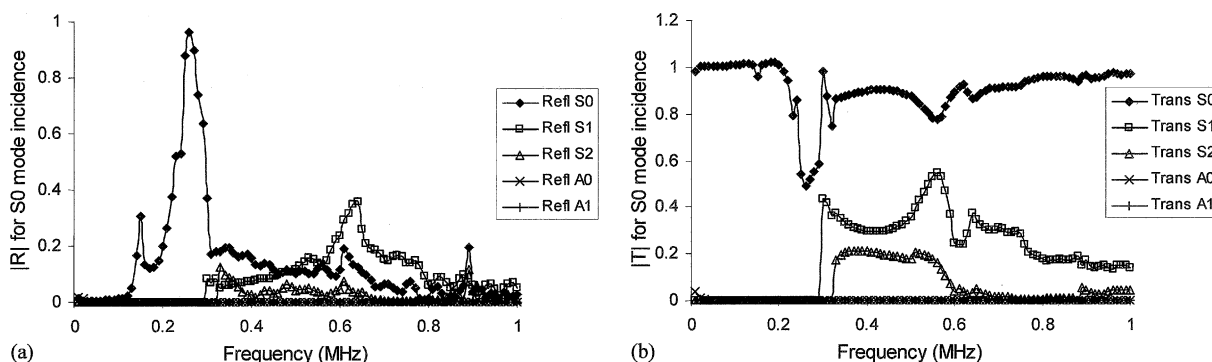 |R| for S0 mode incidence
1
0.8
0.6
0.4
0.2
0
0 0.2 0.4 0.6 0.8 1
Frequency (MHz)
Refl S0
Refl S1
Refl S2
Refl A0
Refl A1
(a)
|T| for S0 mode incidence
1.2
1
0.8
0.6
0.4
0.2
0
0 0.2 0.4 0.6 0.8 1
Frequency (MHz)
Trans S0
Trans S1
Trans S2
Trans A0
Trans A1
(b)